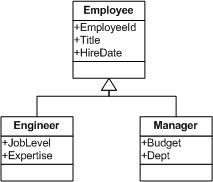 Employee
+EmployeeId
+Title
+HireDate
Engineer
+JobLevel
+Expertise
Manager
+Budget
+Dept